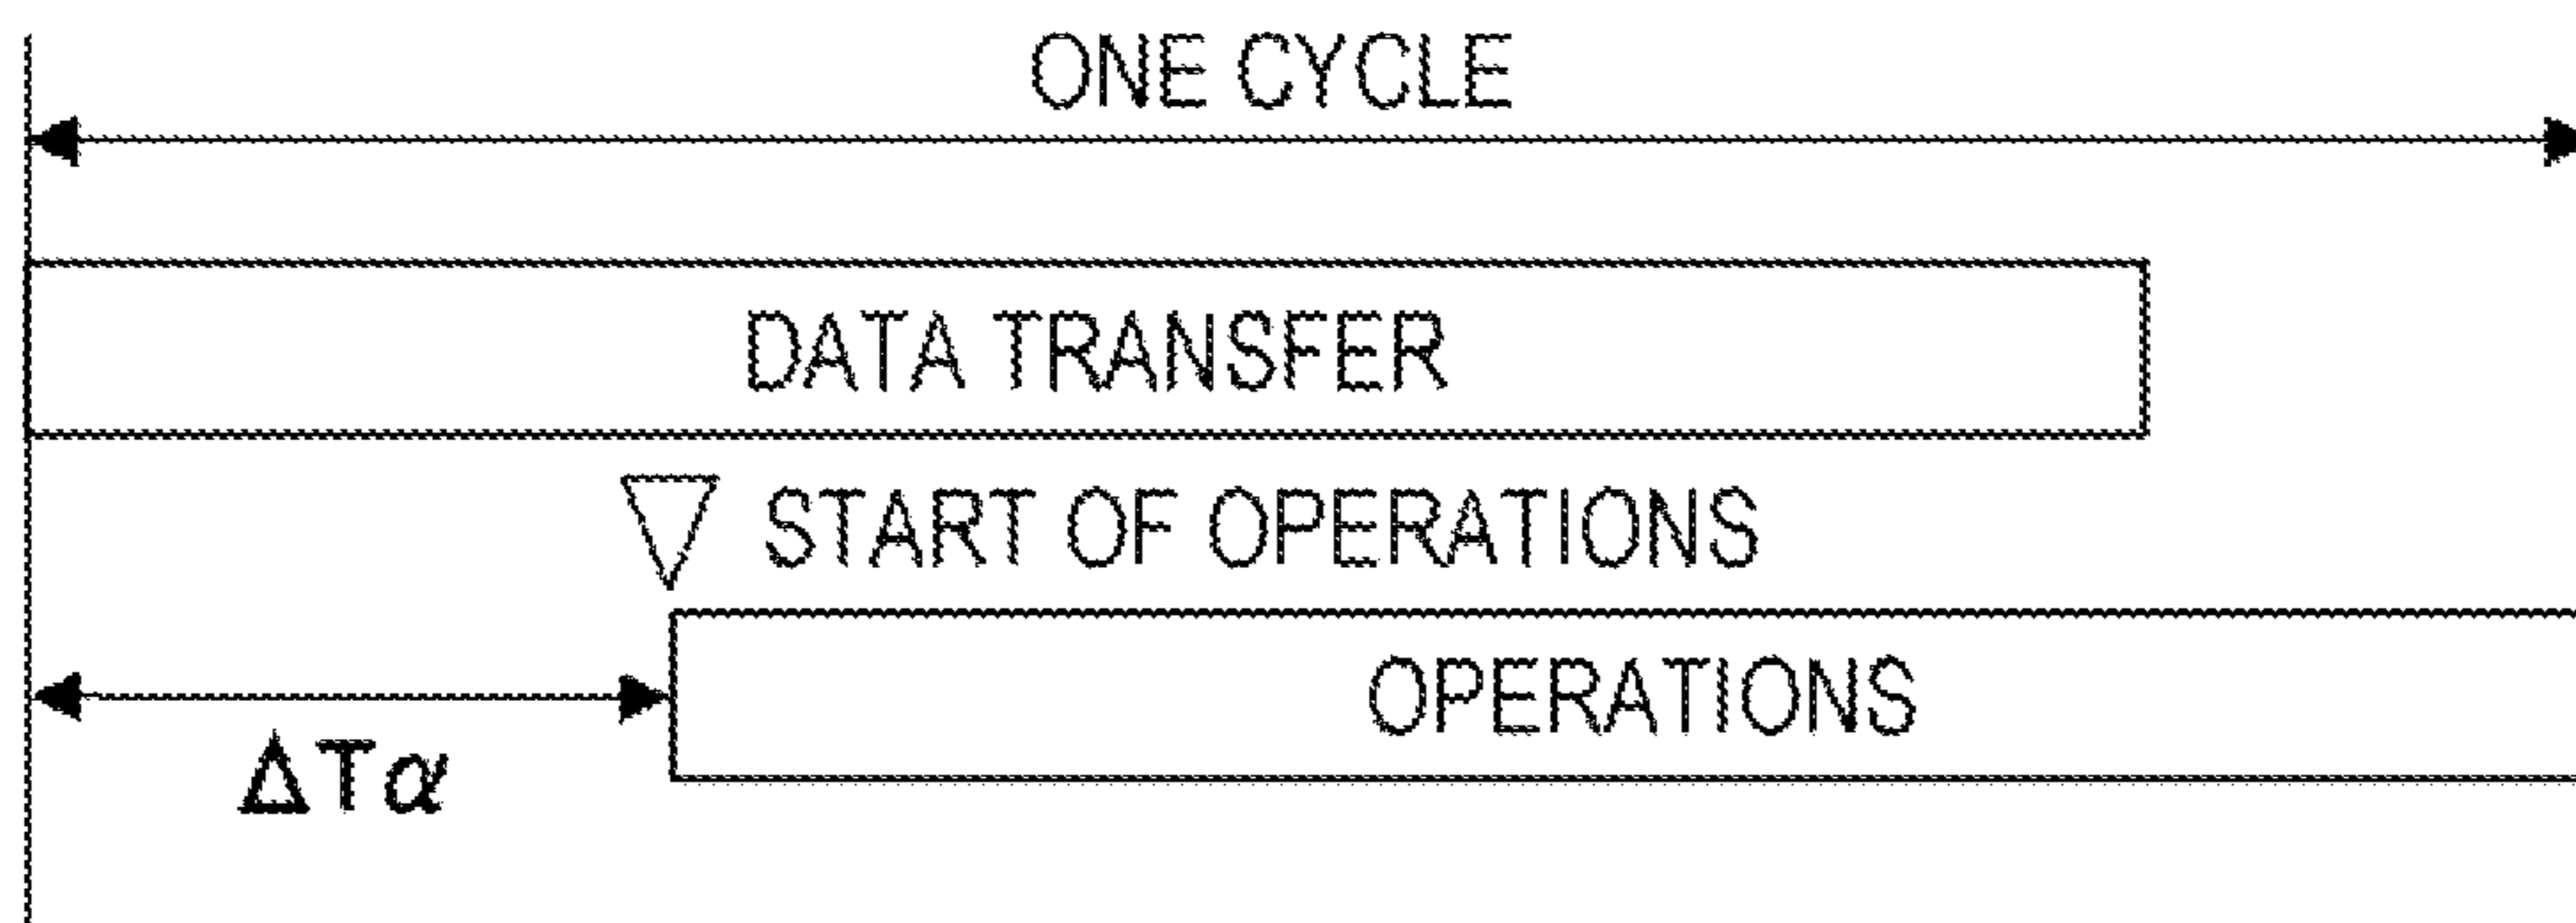 ONE CYCLE
DATA TRANSFER
START OF OPERATIONS
OPERATIONS
ΔTα